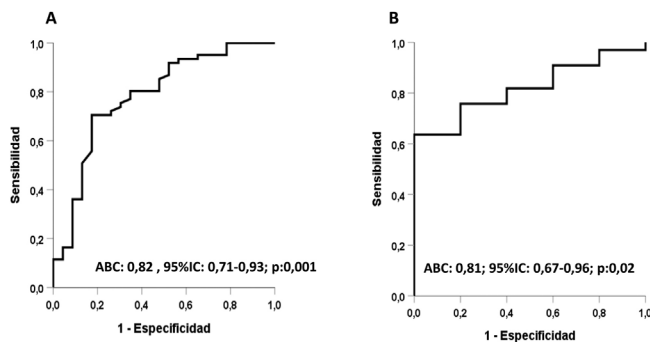 A
1,0
0,8
0,6
0,4
0,2
0,0
Sensibilidad
ABC: 0,82 , 95%IC: 0,71-0,93; p:0,001
0,0 0,2 0,4 0,6 0,8 1,0
1 - Especificidad
B
1,0
0,8
0,6
0,4
0,2
0,0
Sensibilidad
ABC: 0,81; 95%IC: 0,67-0,96; p:0,02
0,0 0,2 0,4 0,6 0,8 1,0
1 - Especificidad